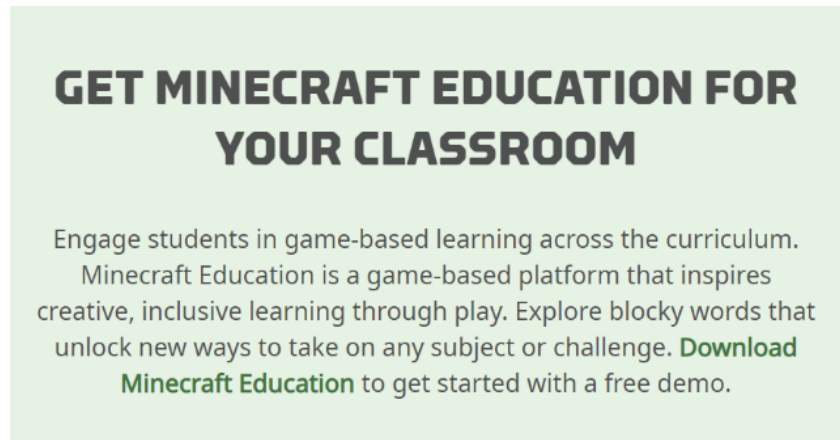 GET MINECRAFT EDUCATION FOR
YOUR CLASSROOM
Engage students in game-based learning across the curriculum.
Minecraft Education is a game-based platform that inspires
creative, inclusive learning through play. Explore blocky words that
unlock new ways to take on any subject or challenge. Download
Minecraft Education to get started with a free demo.